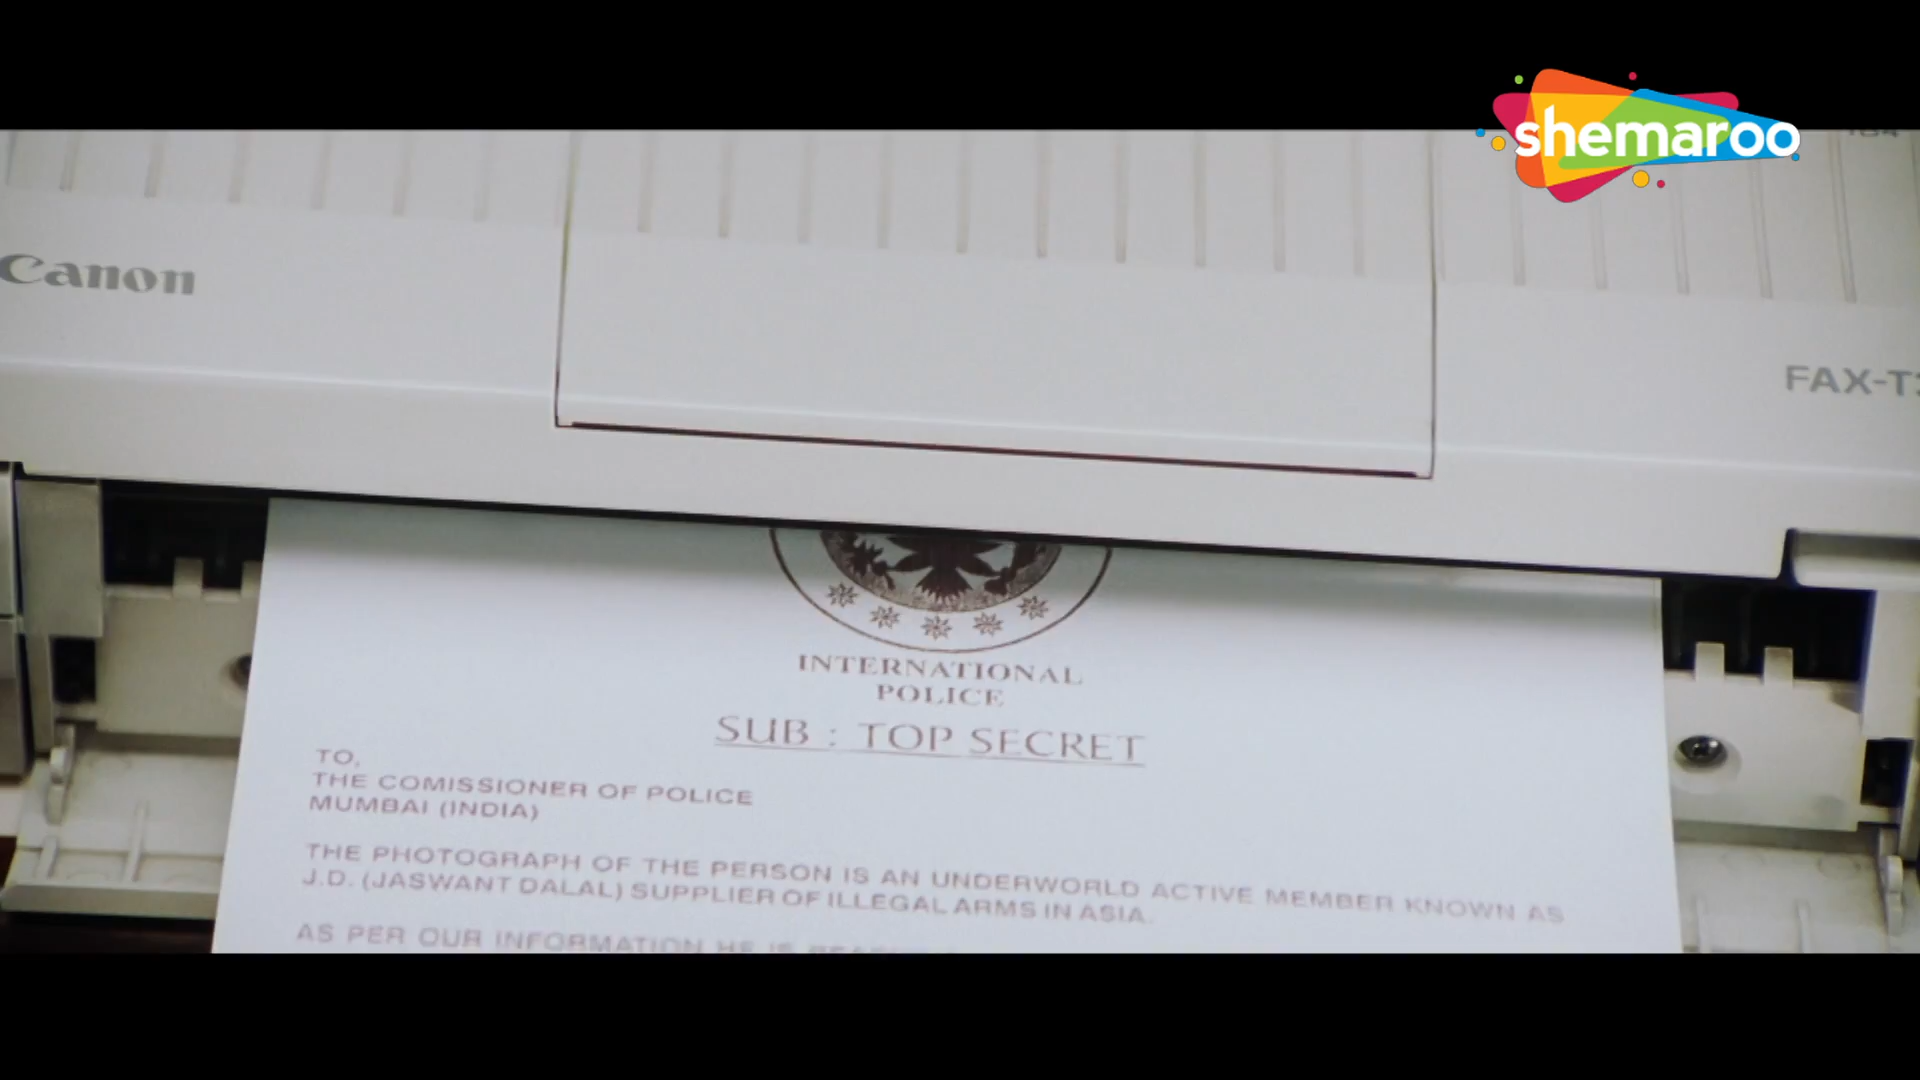 shemaroo
Canon
INTERNATIONAL
POLICE
SUB : TOP SECRET
TO,
THE COMISSIONER OF POLICE
MUMBAI (INDIA)
THE PHOTOGRAPH OF THE PERSON IS AN UNDERWORLD ACTIVE MEMBER KNOWN AS
J.D. (JASWANT DALAL) SUPPLIER OF ILLEGAL ARMS IN ASIA.
AS PER OUR INFORMATION HE IS